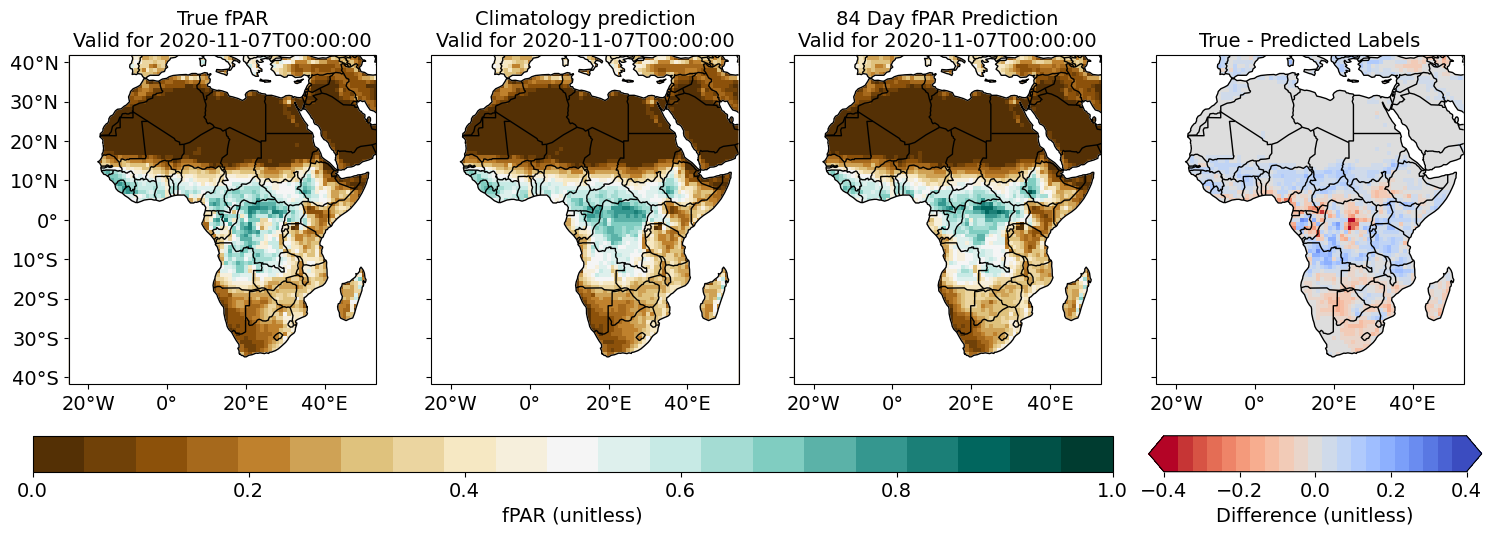 True fPAR
Valid for 2020-11-07T00:00:00
Climatology prediction
Valid for 2020-11-07T00:00:00
84 Day fPAR Prediction
Valid for 2020-11-07T00:00:00
True - Predicted Labels
40°N
30°N
20°N
10°N
0°
10°S
20°S
30°S
40°S
20°W 0° 20°E 40°E
20°W 0° 20°E 40°E
20°W 0° 20°E 40°E
20°W 0° 20°E 40°E
0.0 0.2 0.4 0.6 0.8 1.0
fPAR (unitless)
−0.4 −0.2 0.0 0.2 0.4
Difference (unitless)